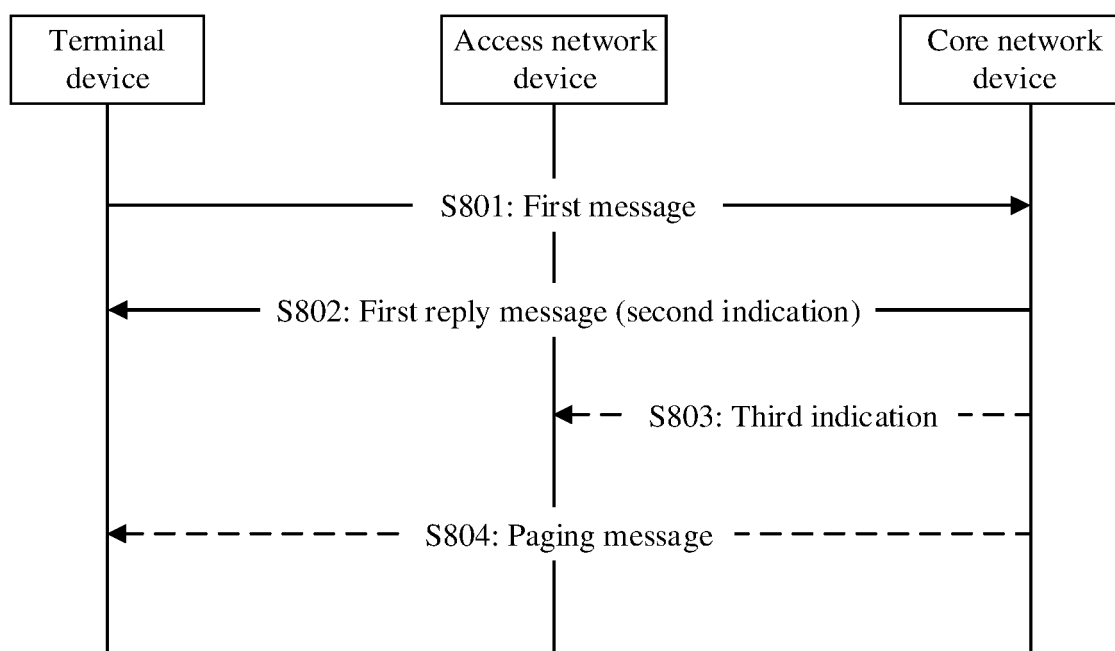 Terminal
device
Access network
device
Core network
device
S801: First message
S802: First reply message (second indication)
S803: Third indication
S804: Paging message